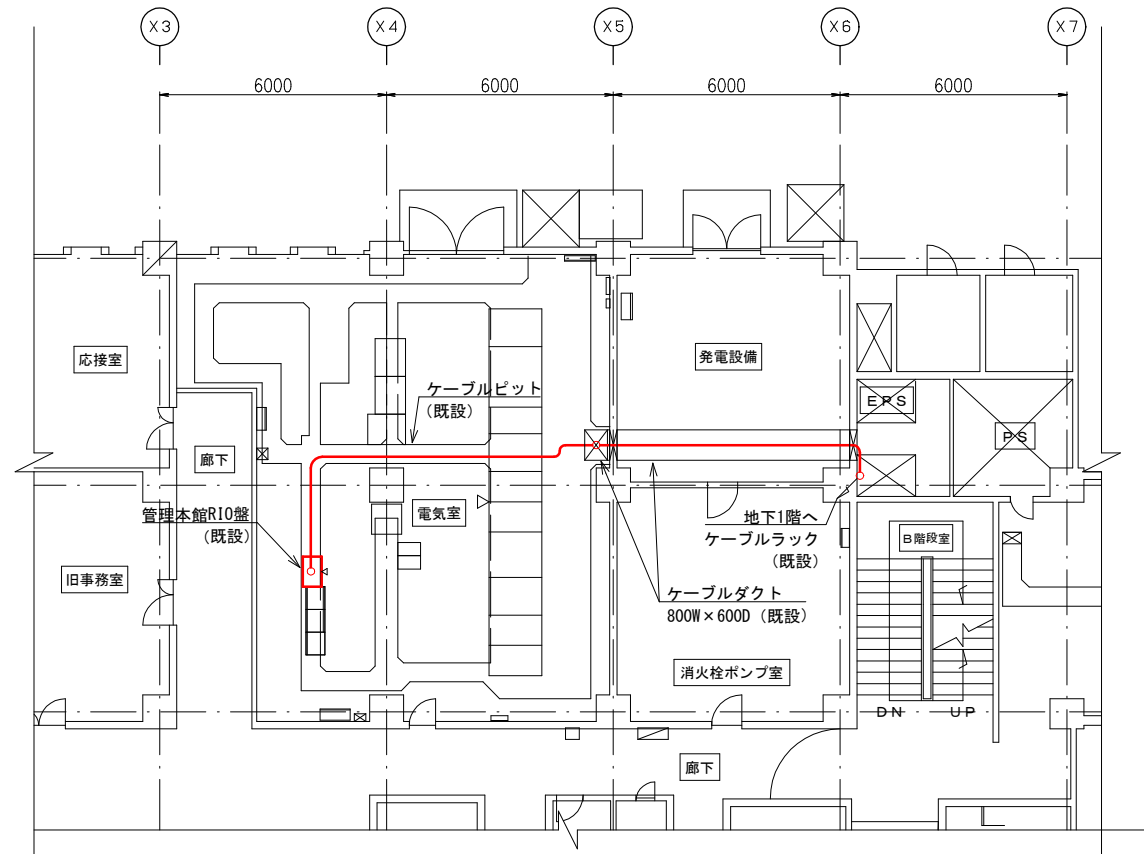 X3
X4
X5
X6
X7
6000
6000
6000
6000
応接室
発電設備
ケーブルピット
(既設)
EPS
PS
廊下
管理本館RIO盤
(既設)
電気室
地下1階へ
ケーブルラック
(既設)
B階段室
旧事務室
ケーブルダクト
800W×600D (既設)
消火栓ポンプ室
DN
UP
廊下